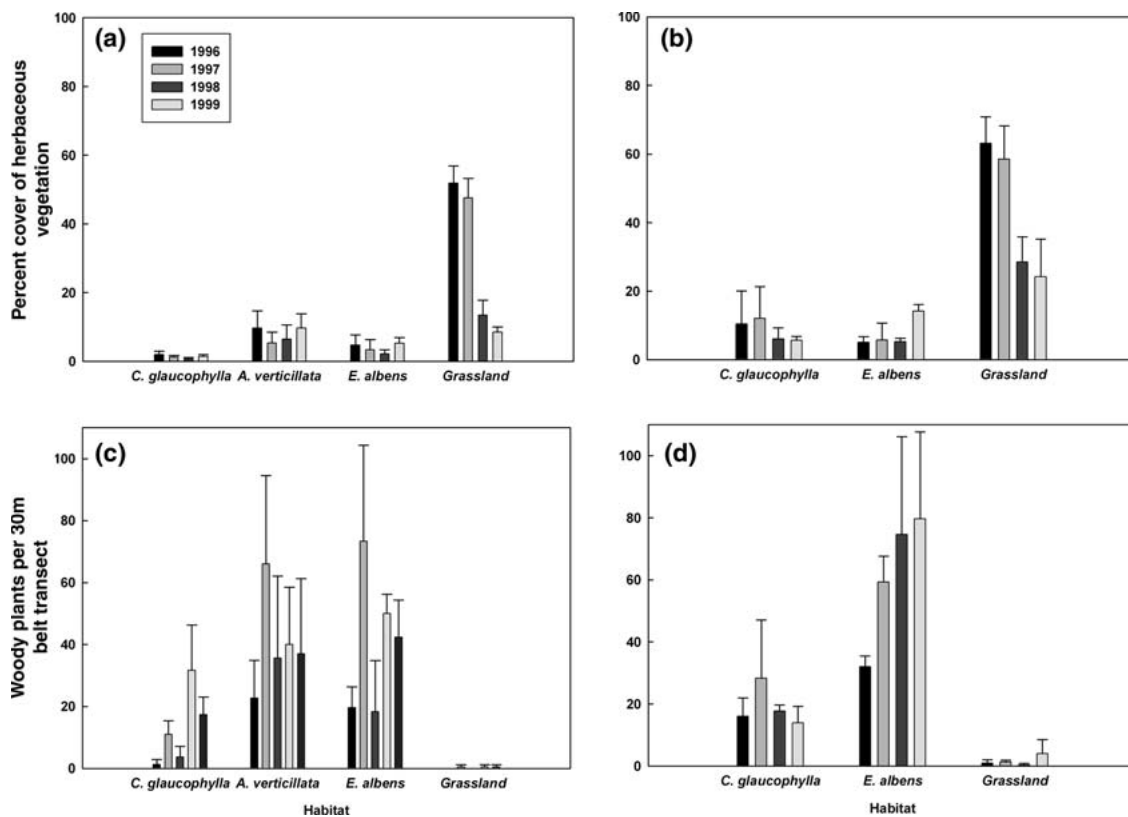 (a)
1996
1997
1998
1999
100
80
60
40
20
0
Percent cover of herbaceous
vegetation
C. glaucophylla
A. verticillata
E. albens
Grassland
(b)
100
80
60
40
20
0
C. glaucophylla
E. albens
Grassland
(c)
100
80
60
40
20
0
Woody plants per 30m
belt transect
C. glaucophylla
A. verticillata
E. albens
Grassland
Habitat
(d)
100
80
60
40
20
0
C. glaucophylla
E. albens
Grassland
Habitat